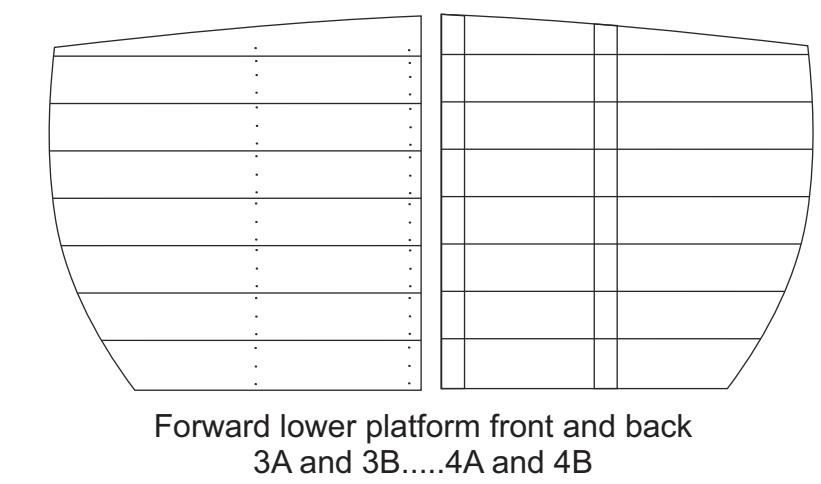 Forward lower platform front and back
3A and 3B.....4A and 4B